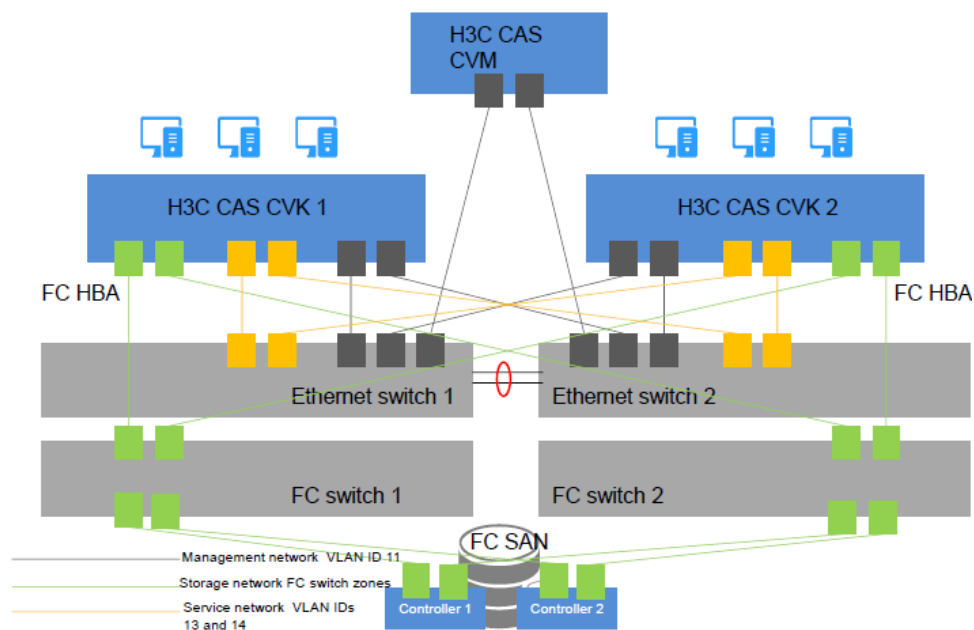 H3C CAS
CVM
H3C CAS CVK 1
H3C CAS CVK 2
FC HBA
FC HBA
Ethernet switch 1
Ethernet switch 2
FC switch 1
FC switch 2
FC SAN
Management network VLAN ID 11
Storage network FC switch zones
Service network VLAN IDs
13 and 14
Controller 1
Controller 2